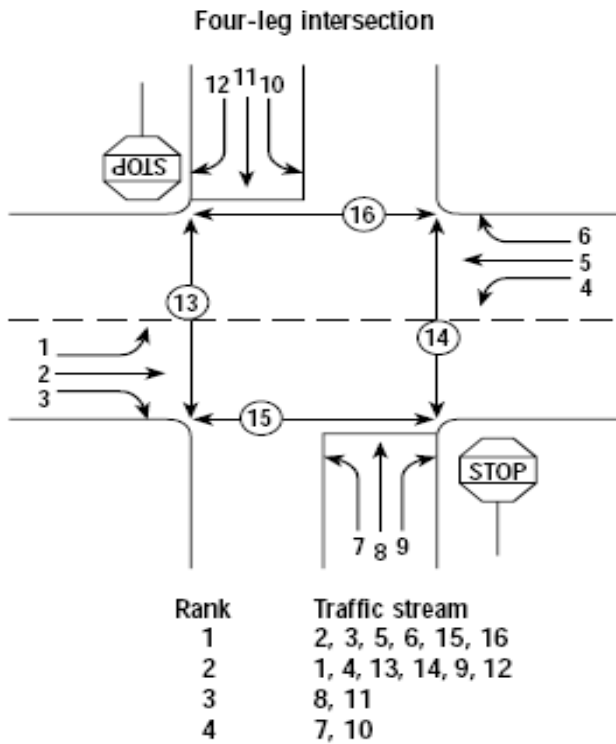 Four-leg intersection
12 11 10
STOP
16
6
5
4
13
14
1
2
3
15
STOP
7 8 9
Rank Traffic stream
1 2, 3, 5, 6, 15, 16
2 1, 4, 13, 14, 9, 12
3 8, 11
4 7, 10